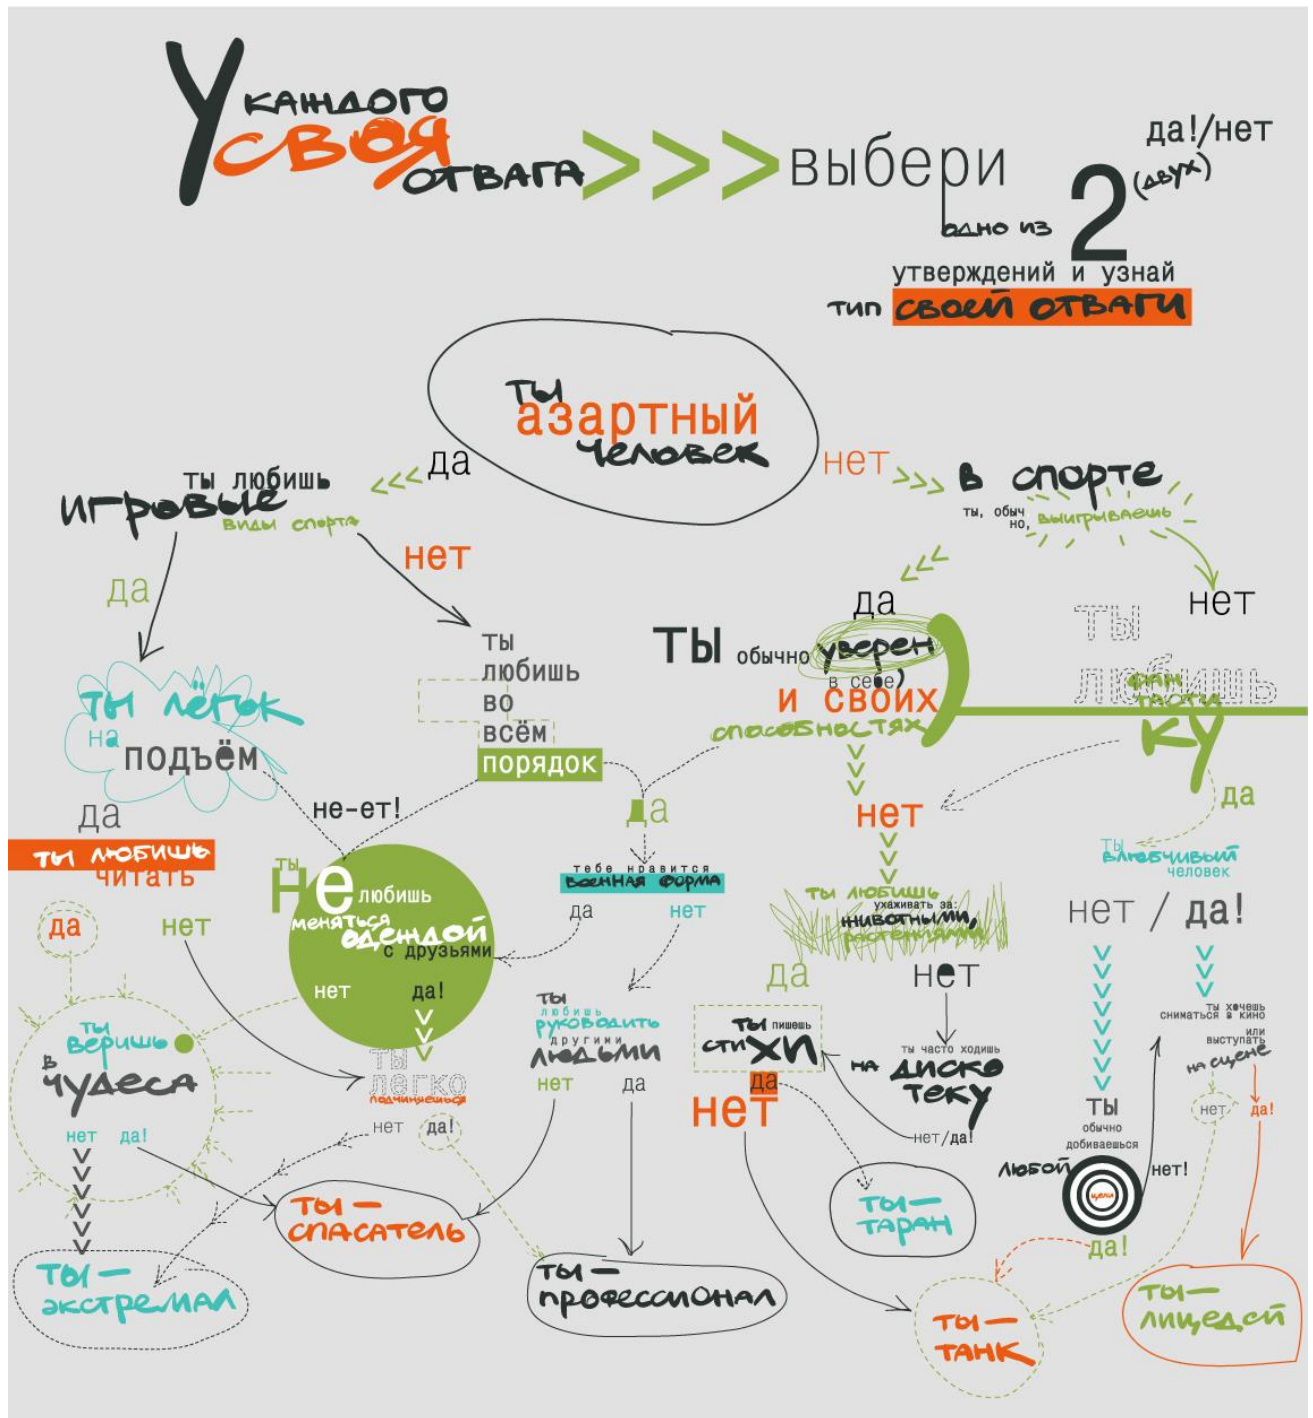 У каждого
своя
отвага >>> выбери
одно из 2 (двух)
да!/нет
утверждений и узнай
тип своей отваги
ты
азартный
человек
да
нет
ты любишь
игровые
виды спорта
в спорте
ты, обыч
но, выигрываешь
да
нет
да
нет
ты лёгок
на
подъём
ты
любишь
во
всём
порядок
ты обычно уверен
в себе)
и своих
способностях
ты
любишь
фан
тасти
ку
да
не-ет!
да
нет
да
ты любишь
читать
ты
не любишь
меняться
одеждой
с друзьями
тебе нравится
военная форма
ты любишь
ухаживать за:
животными,
растениями
ты
влюбчивый
человек
да
нет
да
нет
нет / да!
нет
да!
да
нет
ты
веришь
в
чудеса
ты
легко
подчиняешься
ты
любишь
руководить
другими
людьми
ты пишешь
стихи
ты часто ходишь
на диско
теку
ты хочешь
сниматься в кино
или
выступать
на сцене
нет
да!
нет
да!
нет
да
да
нет
нет/да!
ты
обычно
добиваешься
любой
цели
нет!
да!
нет
да!
ты —
спасатель
ты —
таран
ты —
экстремал
ты —
профессионал
ты —
танк
ты —
лицедей